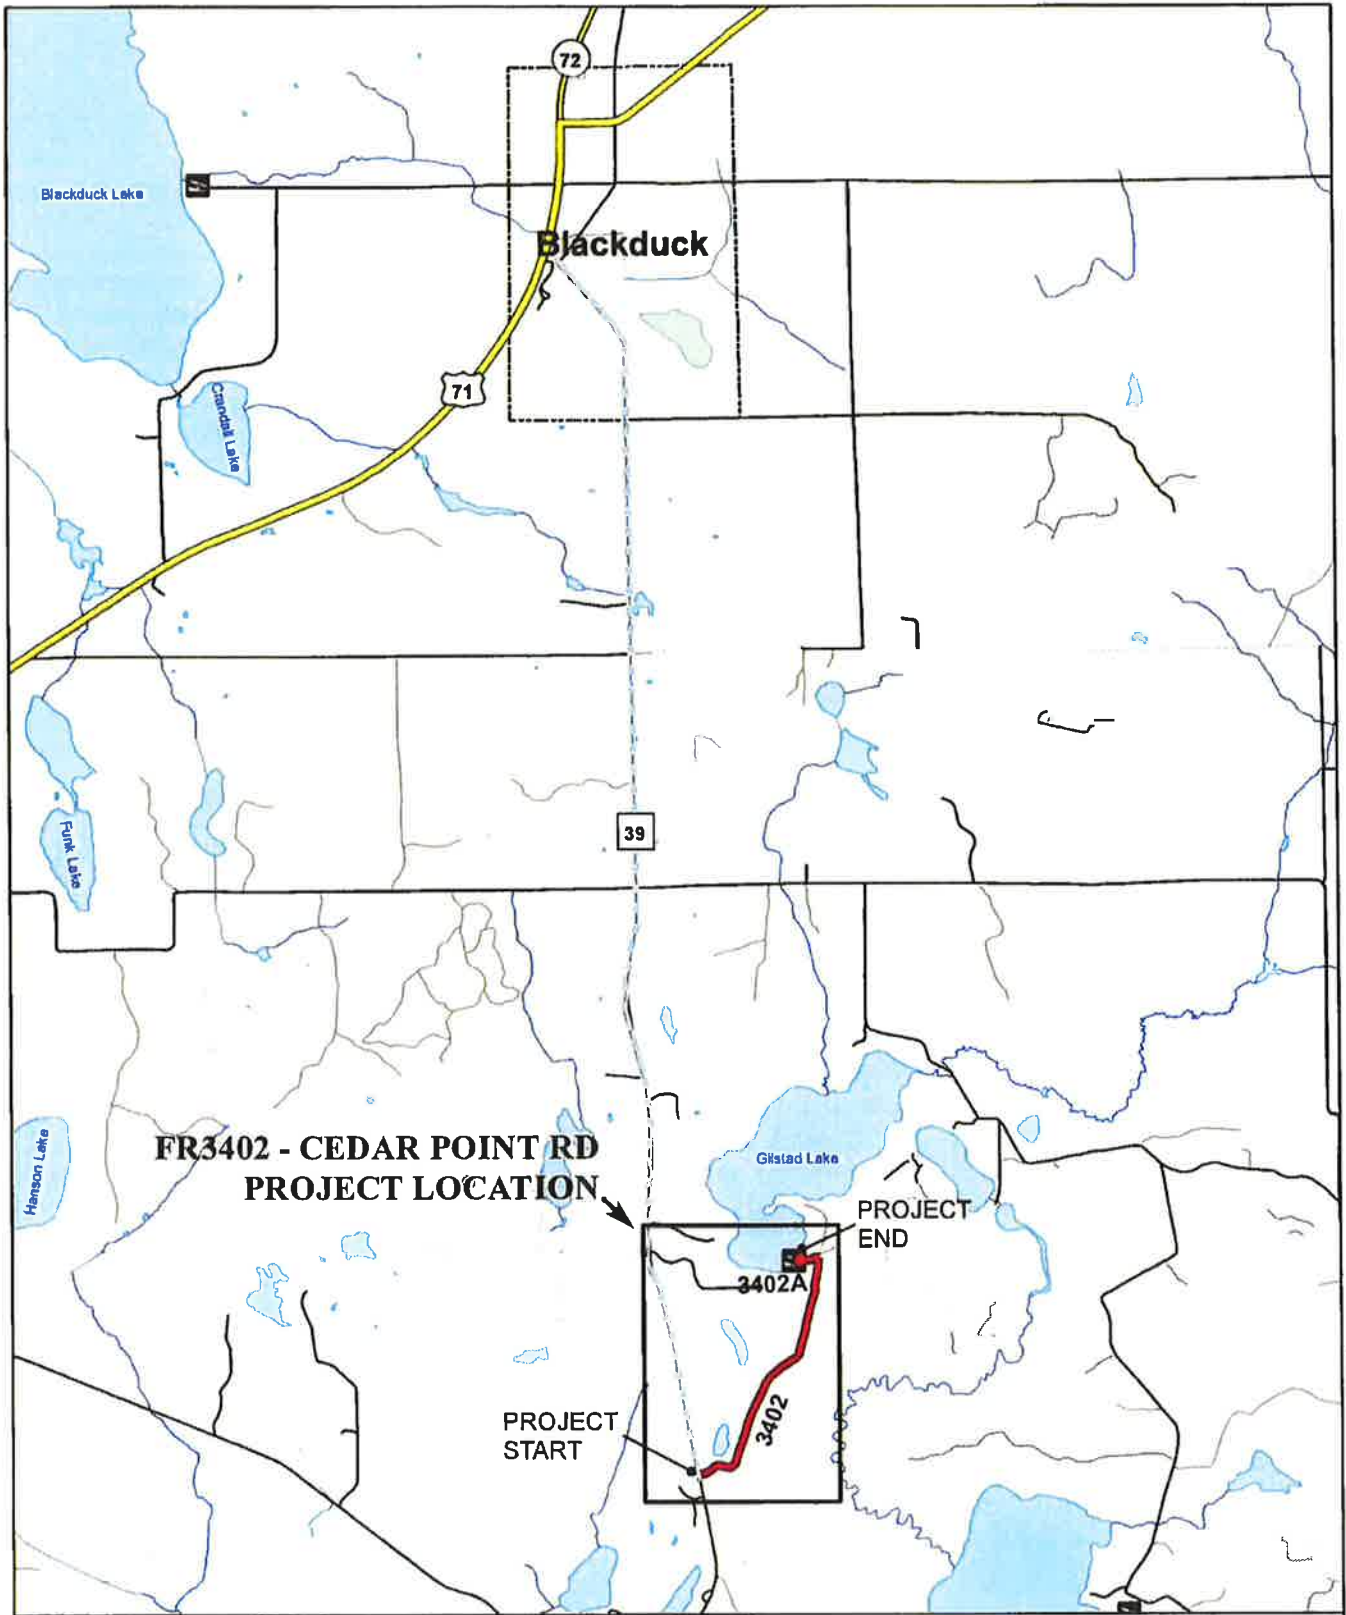 72
Blackduck Lake
Blackduck
71
Crandall Lake
39
Funk Lake
FR3402 - CEDAR POINT RD
PROJECT LOCATION
Hanson Lake
Gilstad Lake
PROJECT
END
3402A
3402
PROJECT
START